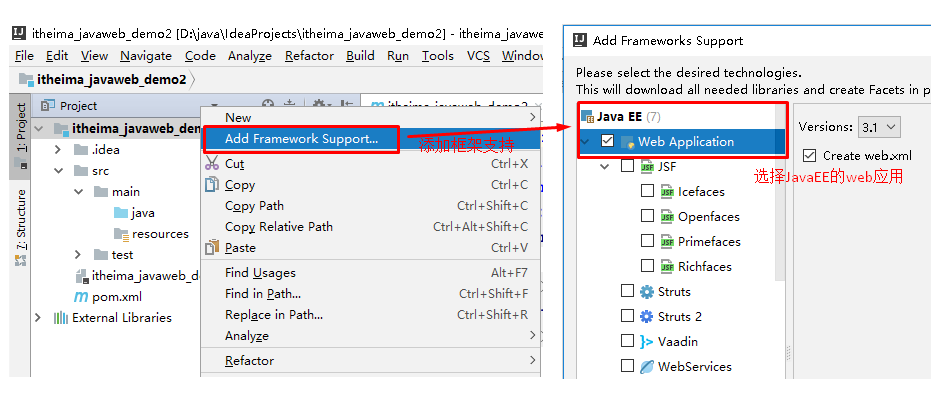 itheima_javaweb_demo2 [D:\java\IdeaProjects\itheima_javaweb_demo2] - itheima_javawe
File Edit View Navigate Code Analyze Refactor Build Run Tools VCS Window
itheima_javaweb_demo2
1: Project
7: Structure
Project
itheima_javaweb_demo2
itheima_javaweb_de
.idea
src
main
java
resources
test
itheima_javaweb_d
pom.xml
External Libraries
New
Add Framework Support...
添加框架支持
Cut Ctrl+X
Copy Ctrl+C
Copy Path Ctrl+Shift+C
Copy Relative Path Ctrl+Alt+Shift+C
Paste Ctrl+V
Find Usages Alt+F7
Find in Path... Ctrl+Shift+F
Replace in Path... Ctrl+Shift+R
Analyze
Refactor
Add Frameworks Support
Please select the desired technologies.
This will download all needed libraries and create Facets in p
Java EE (7)
Web Application
JSF
Icefaces
Openfaces
Primefaces
Richfaces
Struts
Struts 2
Vaadin
WebServices
Versions: 3.1
Create web.xml
选择JavaEE的web应用